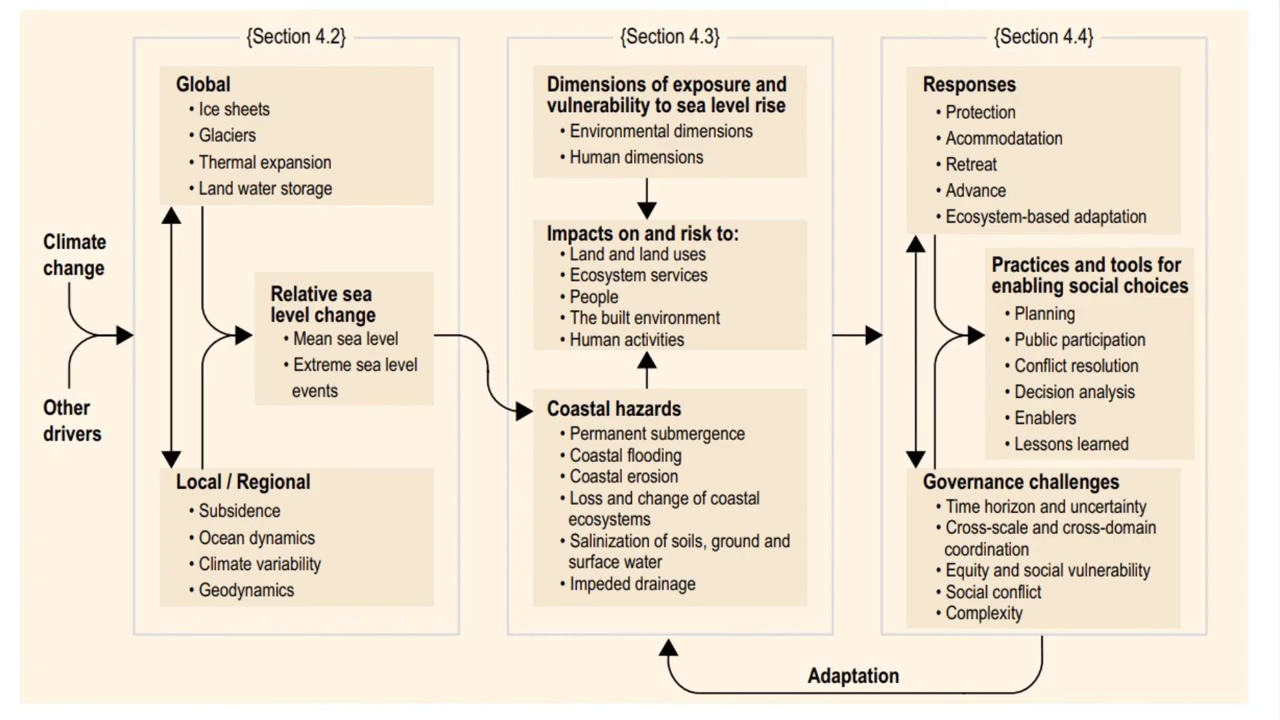 {Section 4.2}
Climate
change
Other
drivers
Global
• Ice sheets
• Glaciers
• Thermal expansion
• Land water storage
Relative sea
level change
• Mean sea level
• Extreme sea level
events
Local / Regional
• Subsidence
• Ocean dynamics
• Climate variability
• Geodynamics
{Section 4.3}
Dimensions of exposure and
vulnerability to sea level rise
• Environmental dimensions
• Human dimensions
Impacts on and risk to:
• Land and land uses
• Ecosystem services
• People
• The built environment
• Human activities
Coastal hazards
• Permanent submergence
• Coastal flooding
• Coastal erosion
• Loss and change of coastal
ecosystems
• Salinization of soils, ground and
surface water
• Impeded drainage
{Section 4.4}
Responses
• Protection
• Acommodatation
• Retreat
• Advance
• Ecosystem-based adaptation
Practices and tools for
enabling social choices
• Planning
• Public participation
• Conflict resolution
• Decision analysis
• Enablers
• Lessons learned
Governance challenges
• Time horizon and uncertainty
• Cross-scale and cross-domain
coordination
• Equity and social vulnerability
• Social conflict
• Complexity
Adaptation